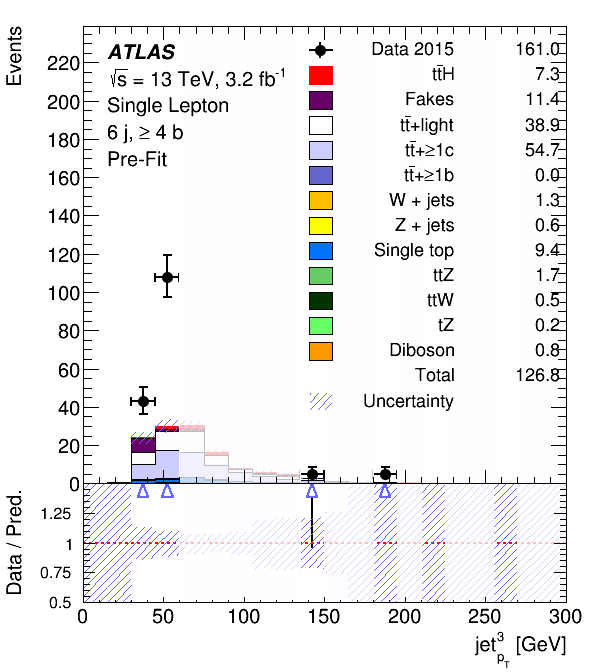 Events
ATLAS
√s = 13 TeV, 3.2 fb⁻¹
Single Lepton
6 j, ≥ 4 b
Pre-Fit
Data 2015 161.0
tt̄H 7.3
Fakes 11.4
tt̄+light 38.9
tt̄+≥1c 54.7
tt̄+≥1b 0.0
W + jets 1.3
Z + jets 0.6
Single top 9.4
ttZ 1.7
ttW 0.5
tZ 0.2
Diboson 0.8
Total 126.8
Uncertainty
220
200
180
160
140
120
100
80
60
40
20
0
Data / Pred.
1.25
1
0.75
0.5
0 50 100 150 200 250 300
jet³_pT [GeV]